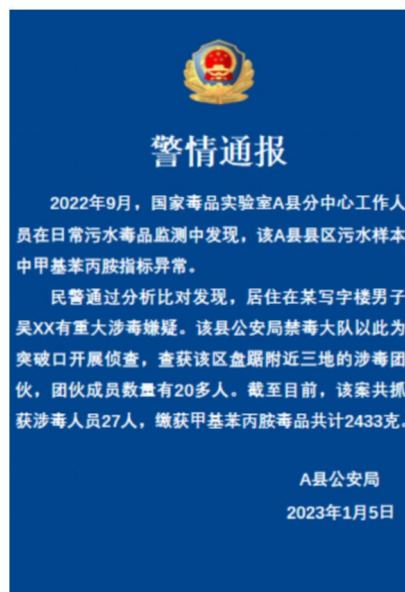 警情通报
2022年9月，国家毒品实验室A县分中心工作人
员在日常污水毒品监测中发现，该A县县区污水样本
中甲基苯丙胺指标异常。
民警通过分析比对发现，居住在某写字楼男子
吴XX有重大涉毒嫌疑。该县公安局禁毒大队以此为
突破口开展侦查，查获该区盘踞附近三地的涉毒团
伙，团伙成员数量有20多人。截至目前，该案共抓
获涉毒人员27人，缴获甲基苯丙胺毒品共计2433克。
A县公安局
2023年1月5日